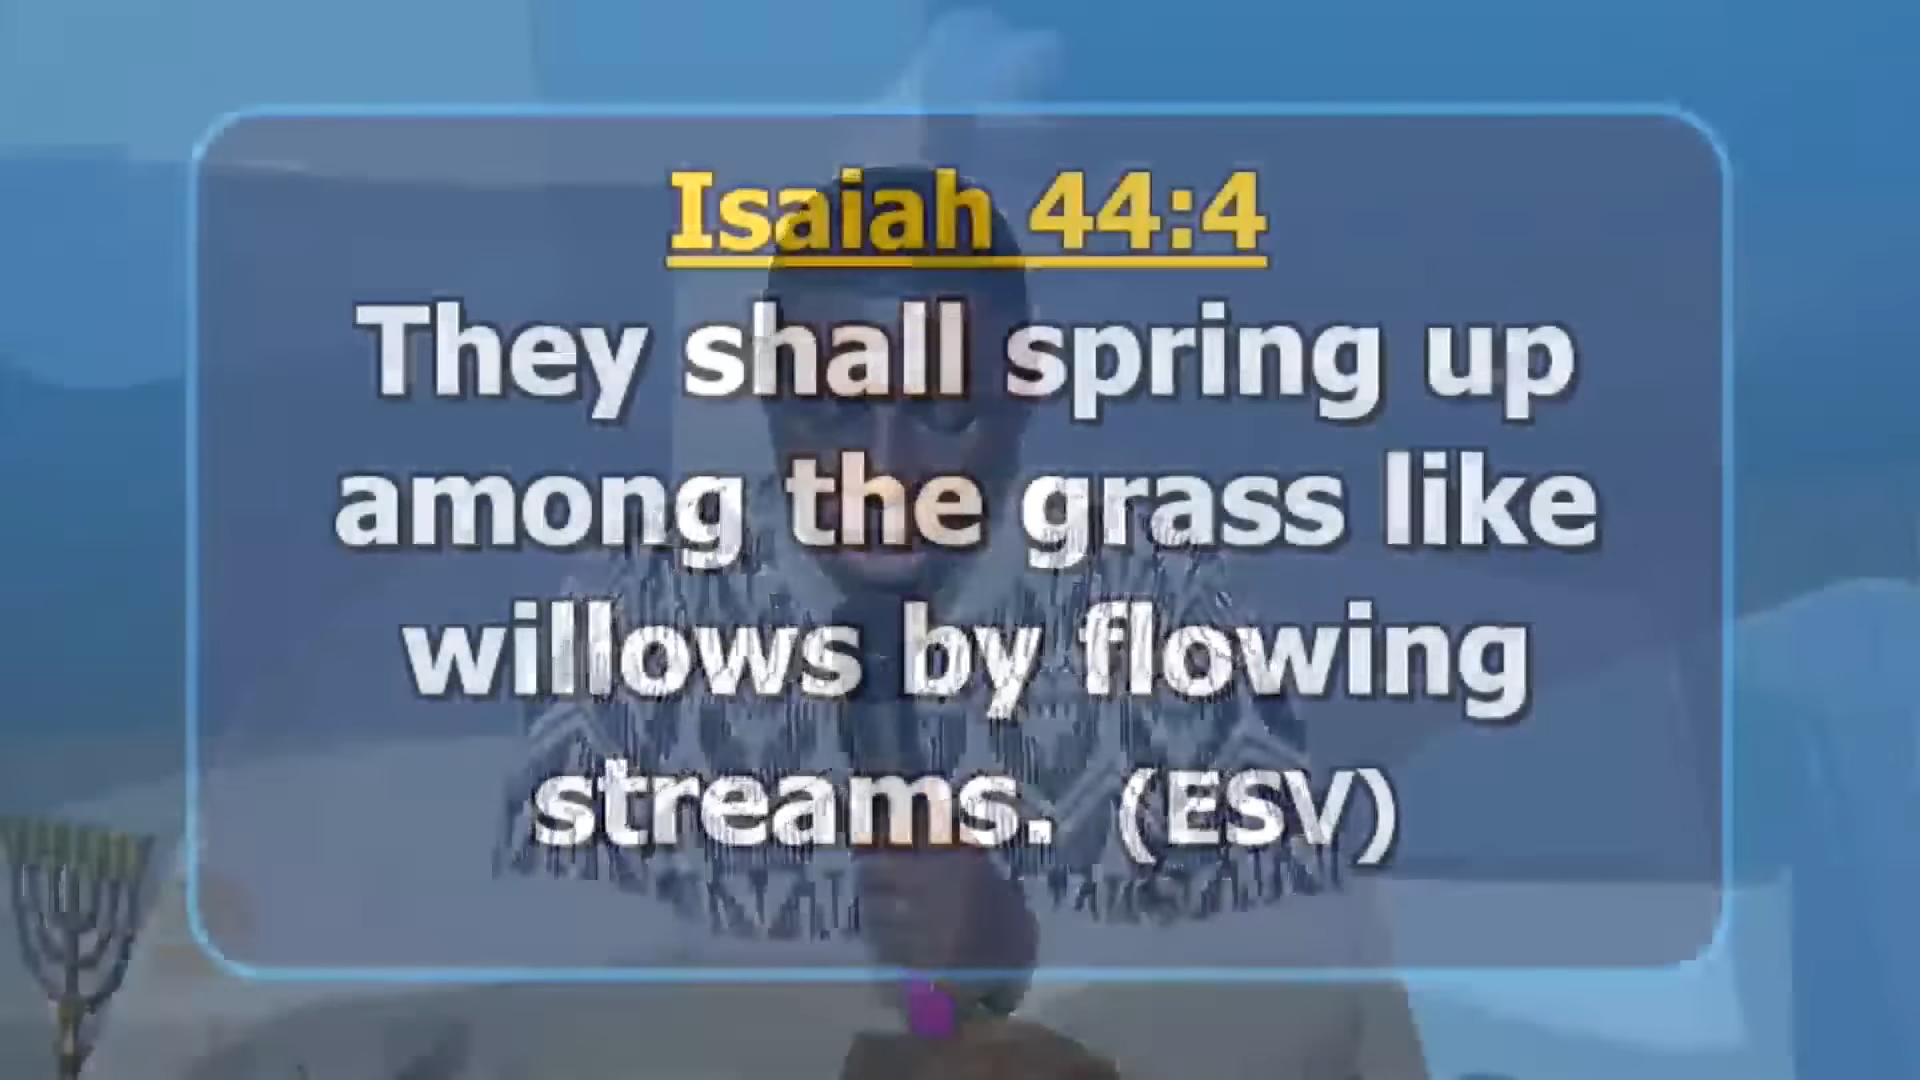 Isaiah 44:4
They shall spring up
among the grass like
willows by flowing
streams. (ESV)